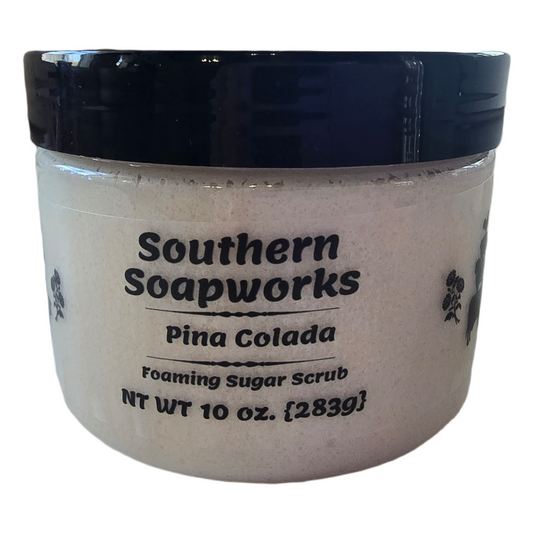 Southern
Soapworks
Pina Colada
Foaming Sugar Scrub
NT WT 10 oz. {283g}